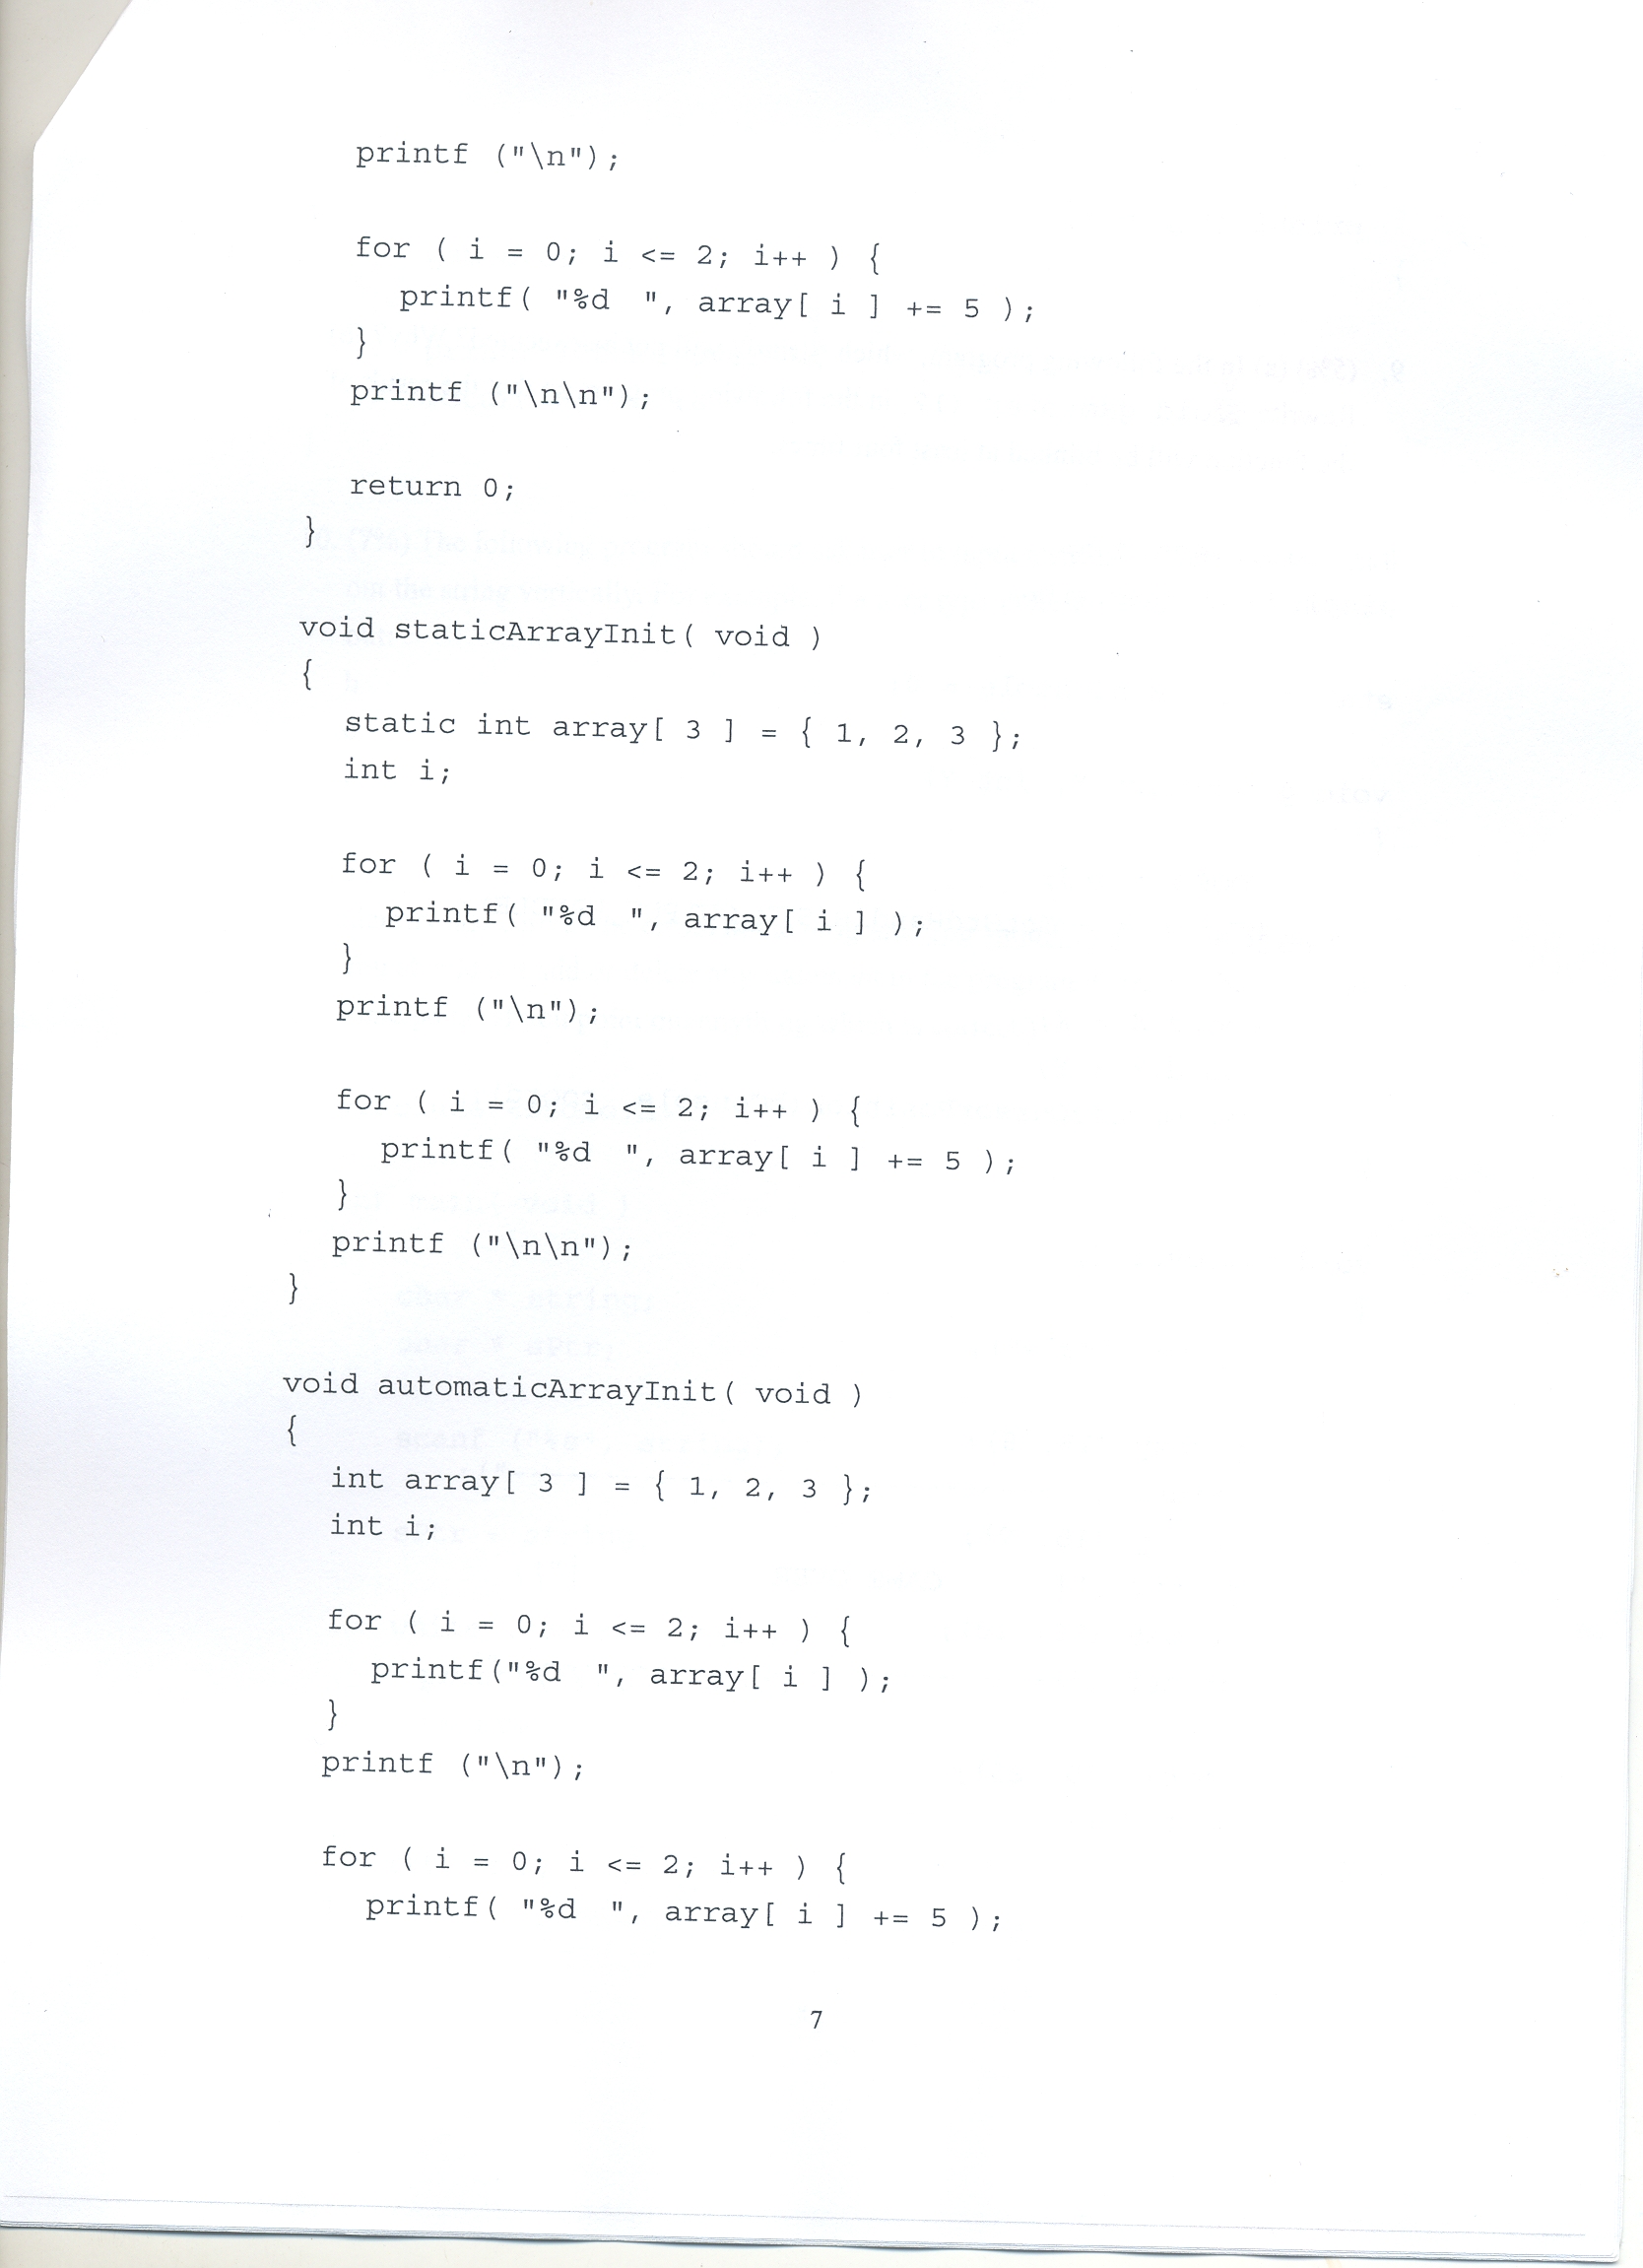 printf ("\n");
for ( i = 0; i <= 2; i++ ) {
printf( "%d  ", array[ i ] += 5 );
}
printf ("\n\n");
return 0;
}
void staticArrayInit( void )
{
static int array[ 3 ] = { 1, 2, 3 };
int i;
for ( i = 0; i <= 2; i++ ) {
printf( "%d  ", array[ i ] );
}
printf ("\n");
for ( i = 0; i <= 2; i++ ) {
printf( "%d  ", array[ i ] += 5 );
}
printf ("\n\n");
}
void automaticArrayInit( void )
{
int array[ 3 ] = { 1, 2, 3 };
int i;
for ( i = 0; i <= 2; i++ ) {
printf("%d  ", array[ i ] );
}
printf ("\n");
for ( i = 0; i <= 2; i++ ) {
printf( "%d  ", array[ i ] += 5 );
7